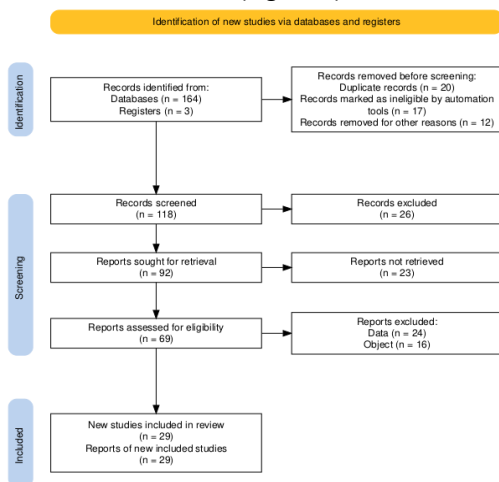 Identification of new studies via databases and registers
Identification
Records identified from:
Databases (n = 164)
Registers (n = 3)
Records removed before screening:
Duplicate records (n = 20)
Records marked as ineligible by automation
tools (n = 17)
Records removed for other reasons (n = 12)
Screening
Records screened
(n = 118)
Records excluded
(n = 26)
Reports sought for retrieval
(n = 92)
Reports not retrieved
(n = 23)
Reports assessed for eligibility
(n = 69)
Reports excluded:
Data (n = 24)
Object (n = 16)
Included
New studies included in review
(n = 29)
Reports of new included studies
(n = 29)